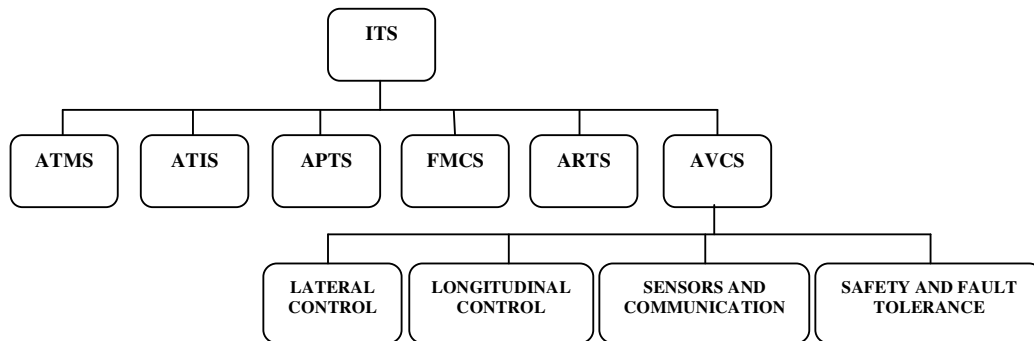 ITS
ATMS
ATIS
APTS
FMCS
ARTS
AVCS
LATERAL
CONTROL
LONGITUDINAL
CONTROL
SENSORS AND
COMMUNICATION
SAFETY AND FAULT
TOLERANCE